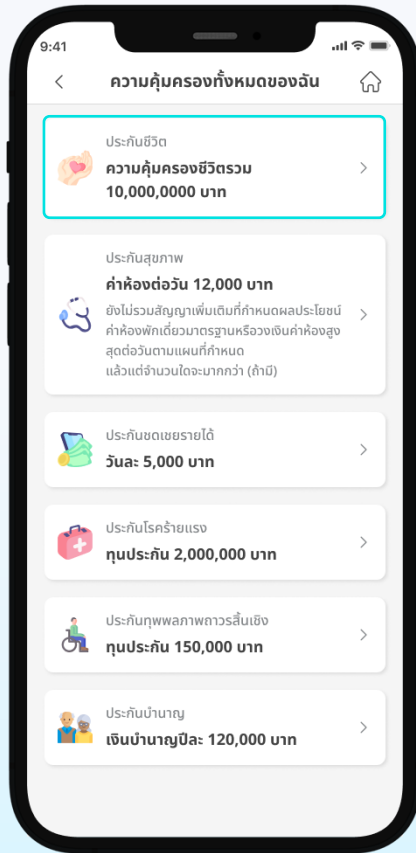 9:41
ความคุ้มครองทั้งหมดของฉัน
ประกันชีวิต
ความคุ้มครองชีวิตรวม
10,000,0000 บาท
ประกันสุขภาพ
ค่าห้องต่อวัน 12,000 บาท
ยังไม่รวมสัญญาเพิ่มเติมที่กำหนดผลประโยชน์
ค่าห้องพักเดี่ยวมาตรฐานหรือวงเงินค่าห้องสูง
สุดต่อวันตามแผนที่กำหนด
แล้วแต่จำนวนใดจะมากกว่า (ถ้ามี)
ประกันชดเชยรายได้
วันละ 5,000 บาท
ประกันโรคร้ายแรง
ทุนประกัน 2,000,000 บาท
ประกันทุพพลภาพถาวรสิ้นเชิง
ทุนประกัน 150,000 บาท
ประกันบำนาญ
เงินบำนาญปีละ 120,000 บาท